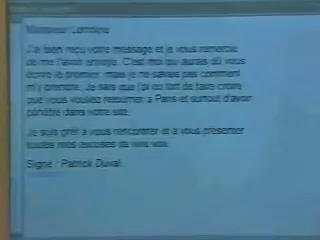 Monsieur Lermoine
J'ai bien reçu votre message et je vous remercie
de me l'avoir envoyé. C'est moi qui aurais dû vous
écrire le premier, mais je ne savais pas comment
m'y prendre. Je sais que j'ai eu tort de faire croire
que vous vouliez retourner à Paris et surtout d'avoir
pénétré dans votre site.
Je suis prêt à vous rencontrer et à vous présenter
toutes mes excuses de vive voix.
Signé : Patrick Duval.